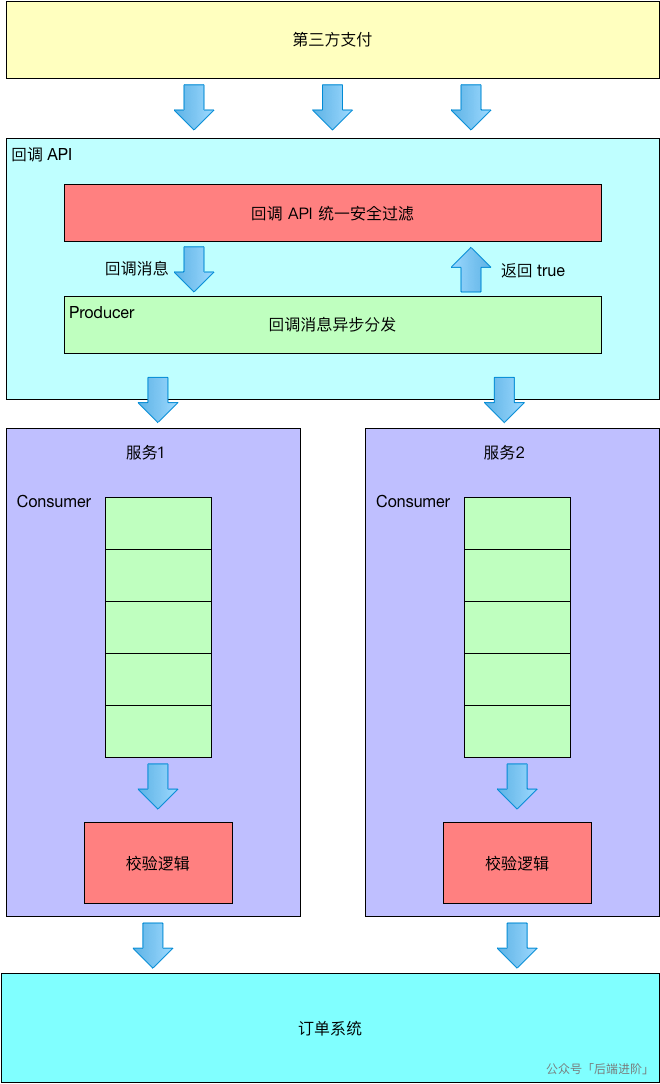 第三方支付
回调 API
回调 API 统一安全过滤
回调消息
返回 true
Producer
回调消息异步分发
服务1
服务2
Consumer
Consumer
校验逻辑
校验逻辑
订单系统
公众号「后端进阶」